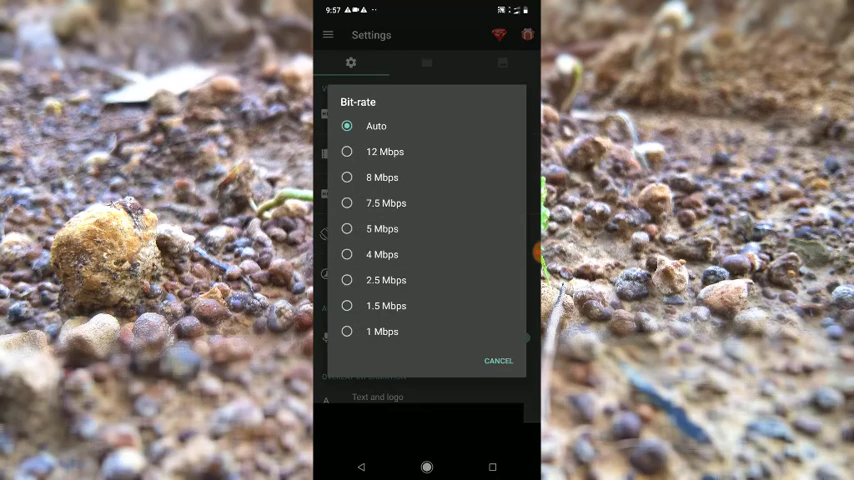 9:57
Settings
Bit-rate
Auto
12 Mbps
8 Mbps
7.5 Mbps
5 Mbps
4 Mbps
2.5 Mbps
1.5 Mbps
1 Mbps
CANCEL
Text and logo